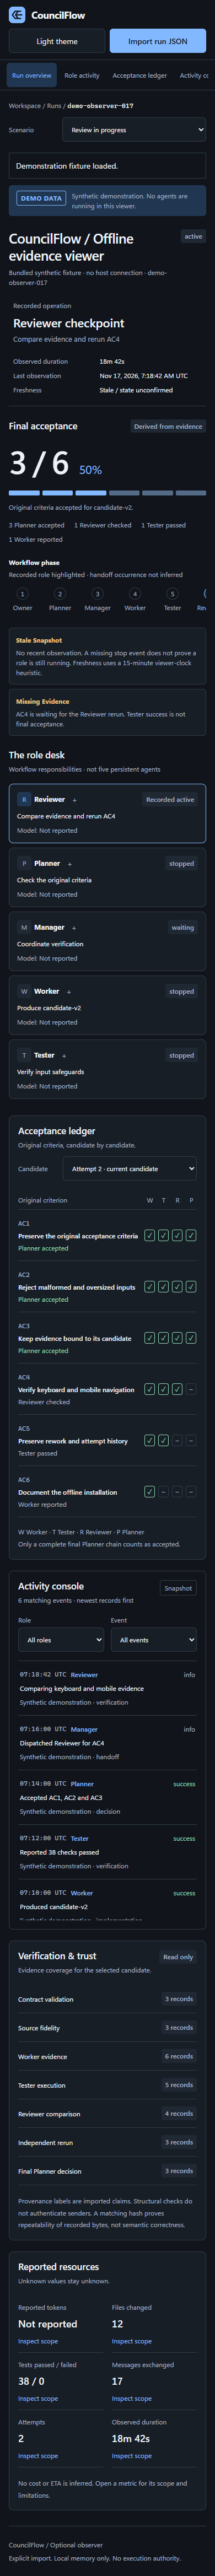 CouncilFlow
Light theme
Import run JSON
Run overview
Role activity
Acceptance ledger
Activity co
Workspace / Runs / demo-observer-017
Scenario
Review in progress
Demonstration fixture loaded.
DEMO DATA
Synthetic demonstration. No agents are
running in this viewer.
CouncilFlow / Offline
evidence viewer
active
Bundled synthetic fixture · no host connection · demo-
observer-017
Recorded operation
Reviewer checkpoint
Compare evidence and rerun AC4
Observed duration
18m 42s
Last observation
Nov 17, 2026, 7:18:42 AM UTC
Freshness
Stale / state unconfirmed
Final acceptance
Derived from evidence
3 / 6
50%
Original criteria accepted for candidate-v2.
3 Planner accepted
1 Reviewer checked
1 Tester passed
1 Worker reported
Workflow phase
Recorded role highlighted · handoff occurrence not inferred
1
2
3
4
5
Owner
Planner
Manager
Worker
Tester
Rev
Stale Snapshot
No recent observation. A missing stop event does not prove a
role is still running. Freshness uses a 15-minute viewer-clock
heuristic.
Missing Evidence
AC4 is waiting for the Reviewer rerun. Tester success is not
final acceptance.
The role desk
Workflow responsibilities · not five persistent agents
R
Reviewer
+
Recorded active
Compare evidence and rerun AC4
Model: Not reported
P
Planner
+
stopped
Check the original criteria
Model: Not reported
M
Manager
+
waiting
Coordinate verification
Model: Not reported
W
Worker
+
stopped
Produce candidate-v2
Model: Not reported
T
Tester
+
stopped
Verify input safeguards
Model: Not reported
Acceptance ledger
Original criteria, candidate by candidate.
Candidate
Attempt 2 · current candidate
Original criterion
W
T
R
P
AC1
Preserve the original acceptance criteria
✓ ✓ ✓ ✓
Planner accepted
AC2
Reject malformed and oversized inputs
✓ ✓ ✓ ✓
Planner accepted
AC3
Keep evidence bound to its candidate
✓ ✓ ✓ ✓
Planner accepted
AC4
Verify keyboard and mobile navigation
✓ ✓ ✓ –
Reviewer checked
AC5
Preserve rework and attempt history
✓ ✓ – –
Tester passed
AC6
Document the offline installation
✓ – – –
Worker reported
W Worker · T Tester · R Reviewer · P Planner
Only a complete final Planner chain counts as accepted.
Activity console
Snapshot
6 matching events · newest records first
Role
Event
All roles
All events
07:18:42 UTC Reviewer
info
Comparing keyboard and mobile evidence
Synthetic demonstration · verification
07:16:00 UTC Manager
info
Dispatched Reviewer for AC4
Synthetic demonstration · handoff
07:14:00 UTC Planner
success
Accepted AC1, AC2 and AC3
Synthetic demonstration · decision
07:12:00 UTC Tester
success
Reported 38 checks passed
Synthetic demonstration · verification
07:10:00 UTC Worker
success
Produced candidate-v2
Synthetic demonstration · implementation
Verification & trust
Read only
Evidence coverage for the selected candidate.
Contract validation
3 records
Source fidelity
3 records
Worker evidence
6 records
Tester execution
5 records
Reviewer comparison
4 records
Independent rerun
3 records
Final Planner decision
3 records
Provenance labels are imported claims. Structural checks do
not authenticate senders. A matching hash proves
repeatability of recorded bytes, not semantic correctness.
Reported resources
Unknown values stay unknown.
Reported tokens
Files changed
Not reported
12
Inspect scope
Inspect scope
Tests passed / failed
Messages exchanged
38 / 0
17
Inspect scope
Inspect scope
Attempts
Observed duration
2
18m 42s
Inspect scope
Inspect scope
No cost or ETA is inferred. Open a metric for its scope and
limitations.
CouncilFlow / Optional observer
Explicit import. Local memory only. No execution authority.